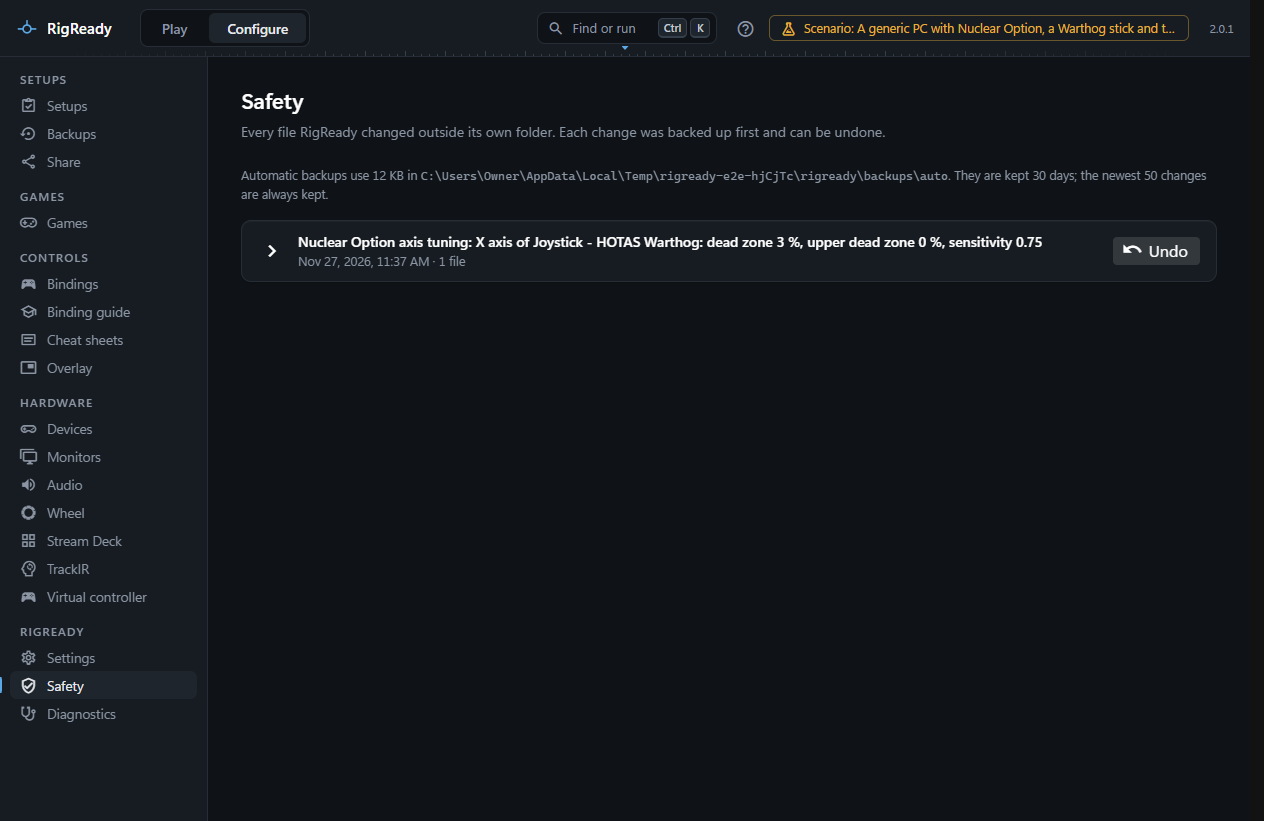 RigReady
Play
Configure
Find or run
Ctrl
K
Scenario: A generic PC with Nuclear Option, a Warthog stick and t...
2.0.1
SETUPS
Setups
Backups
Share
GAMES
Games
CONTROLS
Bindings
Binding guide
Cheat sheets
Overlay
HARDWARE
Devices
Monitors
Audio
Wheel
Stream Deck
TrackIR
Virtual controller
RIGREADY
Settings
Safety
Diagnostics
Safety
Every file RigReady changed outside its own folder. Each change was backed up first and can be undone.
Automatic backups use 12 KB in C:\Users\Owner\AppData\Local\Temp\rigready-e2e-hjCjTc\rigready\backups\auto. They are kept 30 days; the newest 50 changes
are always kept.
Nuclear Option axis tuning: X axis of Joystick - HOTAS Warthog: dead zone 3 %, upper dead zone 0 %, sensitivity 0.75
Nov 27, 2026, 11:37 AM · 1 file
Undo